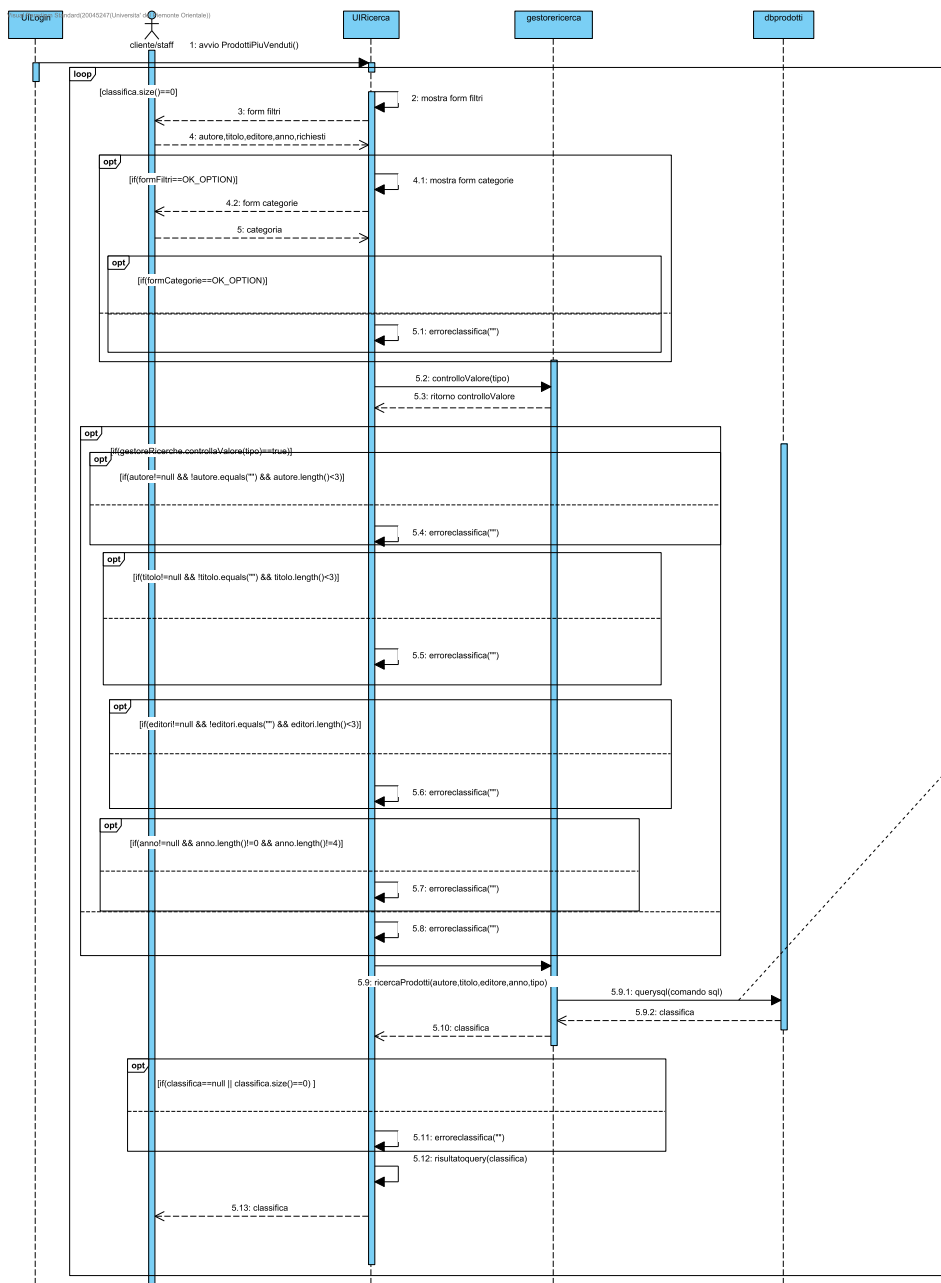 Visual Paradigm Standard(20045247(Universita' del Piemonte Orientale))
UILogin
cliente/staff
UIRicerca
gestorericerca
dbprodotti
1: avvio ProdottiPiuVenduti()
loop
[classifica.size()==0]
2: mostra form filtri
3: form filtri
4: autore,titolo,editore,anno,richiesti
opt
[if(formFiltri==OK_OPTION)]
4.1: mostra form categorie
4.2: form categorie
5: categoria
opt
[if(formCategorie==OK_OPTION)]
5.1: erroreclassifica("")
5.2: controlloValore(tipo)
5.3: ritorno controlloValore
opt
[if(gestoreRicerche.controllaValore(tipo)==true)]
opt
[if(autore!=null && !autore.equals("") && autore.length()<3)]
5.4: erroreclassifica("")
opt
[if(titolo!=null && !titolo.equals("") && titolo.length()<3)]
5.5: erroreclassifica("")
opt
[if(editori!=null && !editori.equals("") && editori.length()<3)]
5.6: erroreclassifica("")
opt
[if(anno!=null && anno.length()!=0 && anno.length()!=4)]
5.7: erroreclassifica("")
5.8: erroreclassifica("")
5.9: ricercaProdotti(autore,titolo,editore,anno,tipo)
5.9.1: querysql(comando sql)
5.9.2: classifica
5.10: classifica
opt
[if(classifica==null || classifica.size()==0) ]
5.11: erroreclassifica("")
5.12: risultatoquery(classifica)
5.13: classifica